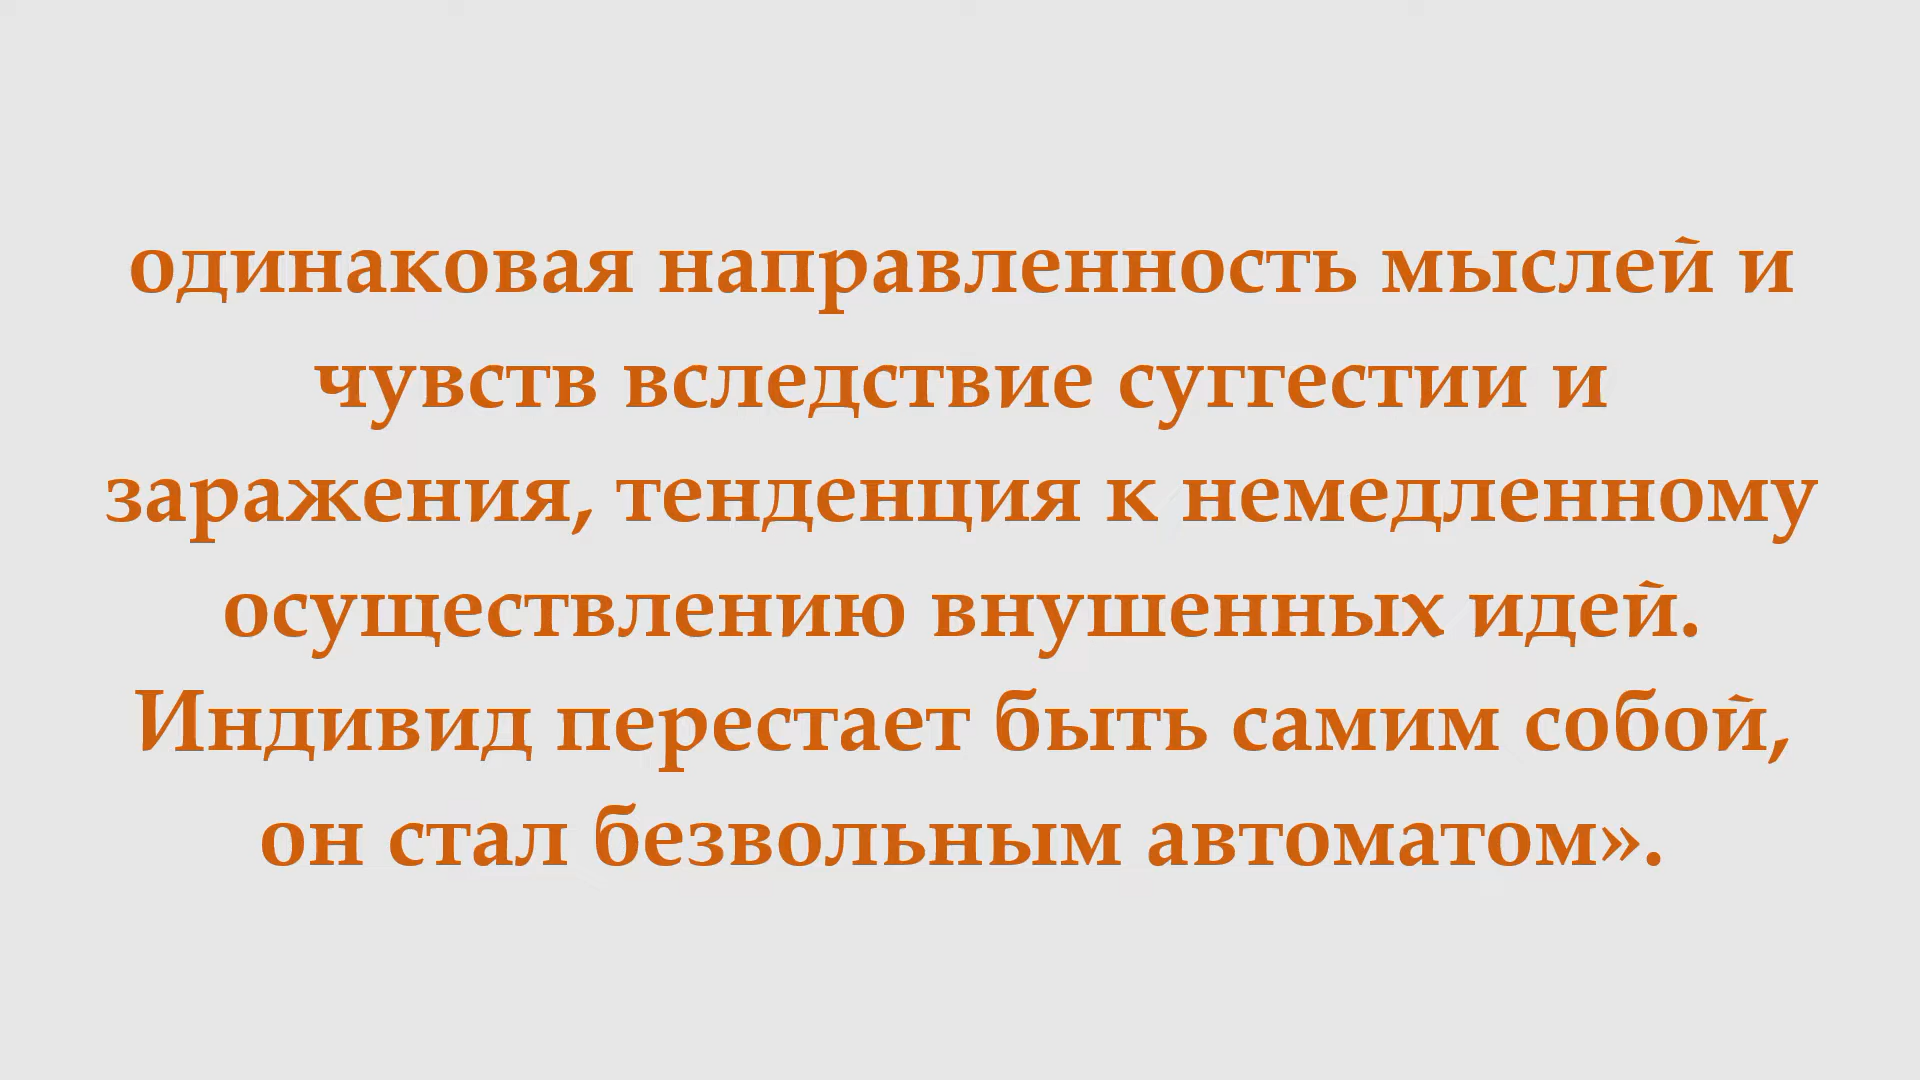 одинаковая направленность мыслей и
чувств вследствие суггестии и
заражения, тенденция к немедленному
осуществлению внушенных идей.
Индивид перестает быть самим собой,
он стал безвольным автоматом».